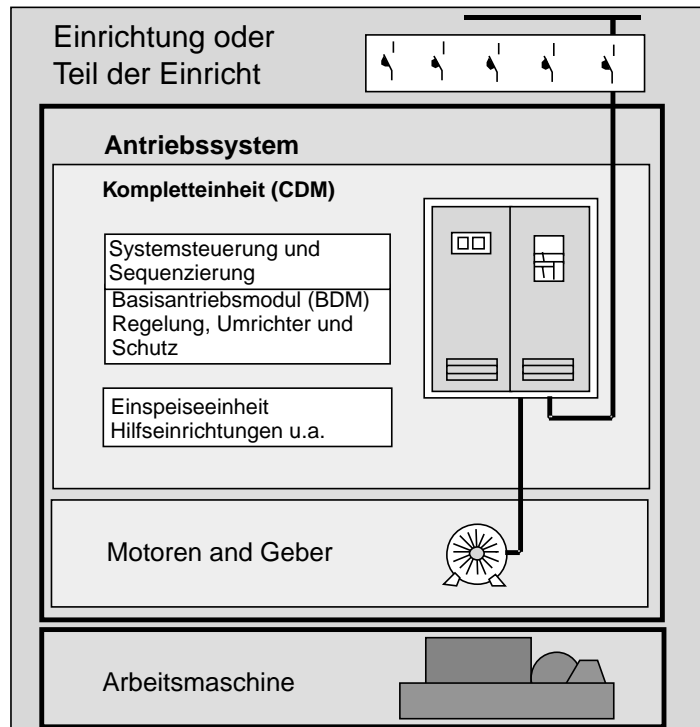 Einrichtung oder
Teil der Einricht
Antriebssystem
Kompletteinheit (CDM)
Systemsteuerung und
Sequenzierung
Basisantriebsmodul (BDM)
Regelung, Umrichter und
Schutz
Einspeiseeinheit
Hilfseinrichtungen u.a.
Motoren and Geber
Arbeitsmaschine